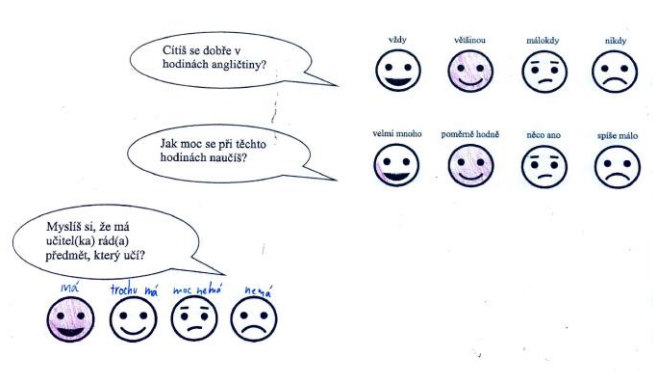 Cítíš se dobře v
hodinách angličtiny?
vždy většinou málokdy nikdy
Jak moc se při těchto
hodinách naučíš?
velmi mnoho poměrně hodně něco ano spíše málo
Myslíš si, že má
učitel(ka) rád(a)
předmět, který učí?
má trochu má moc nemá nemá